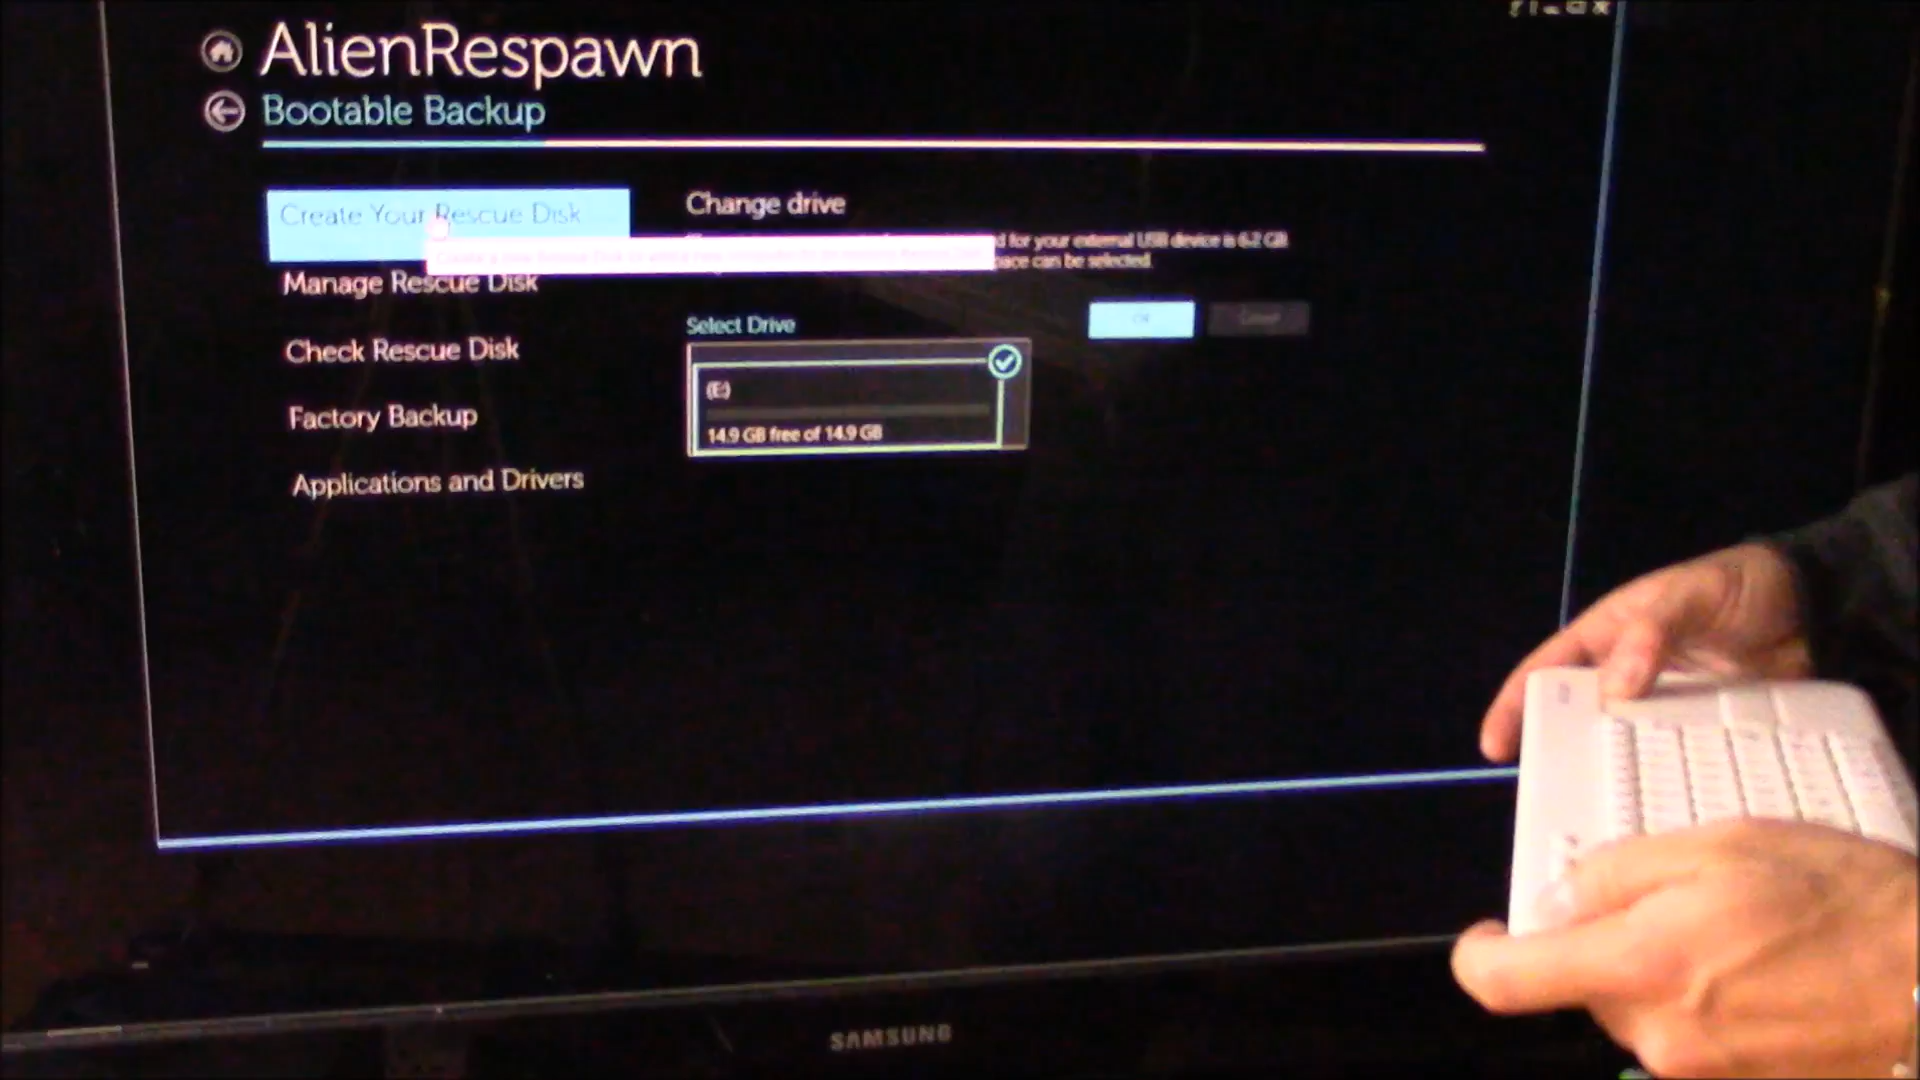 AlienRespawn
Bootable Backup
Create Your Rescue Disk
Manage Rescue Disk
Check Rescue Disk
Factory Backup
Applications and Drivers
Change drive
for your external USB device is 6.2 GB
can be selected.
OK
Cancel
Select Drive
(E:)
14.9 GB free of 14.9 GB
SAMSUNG